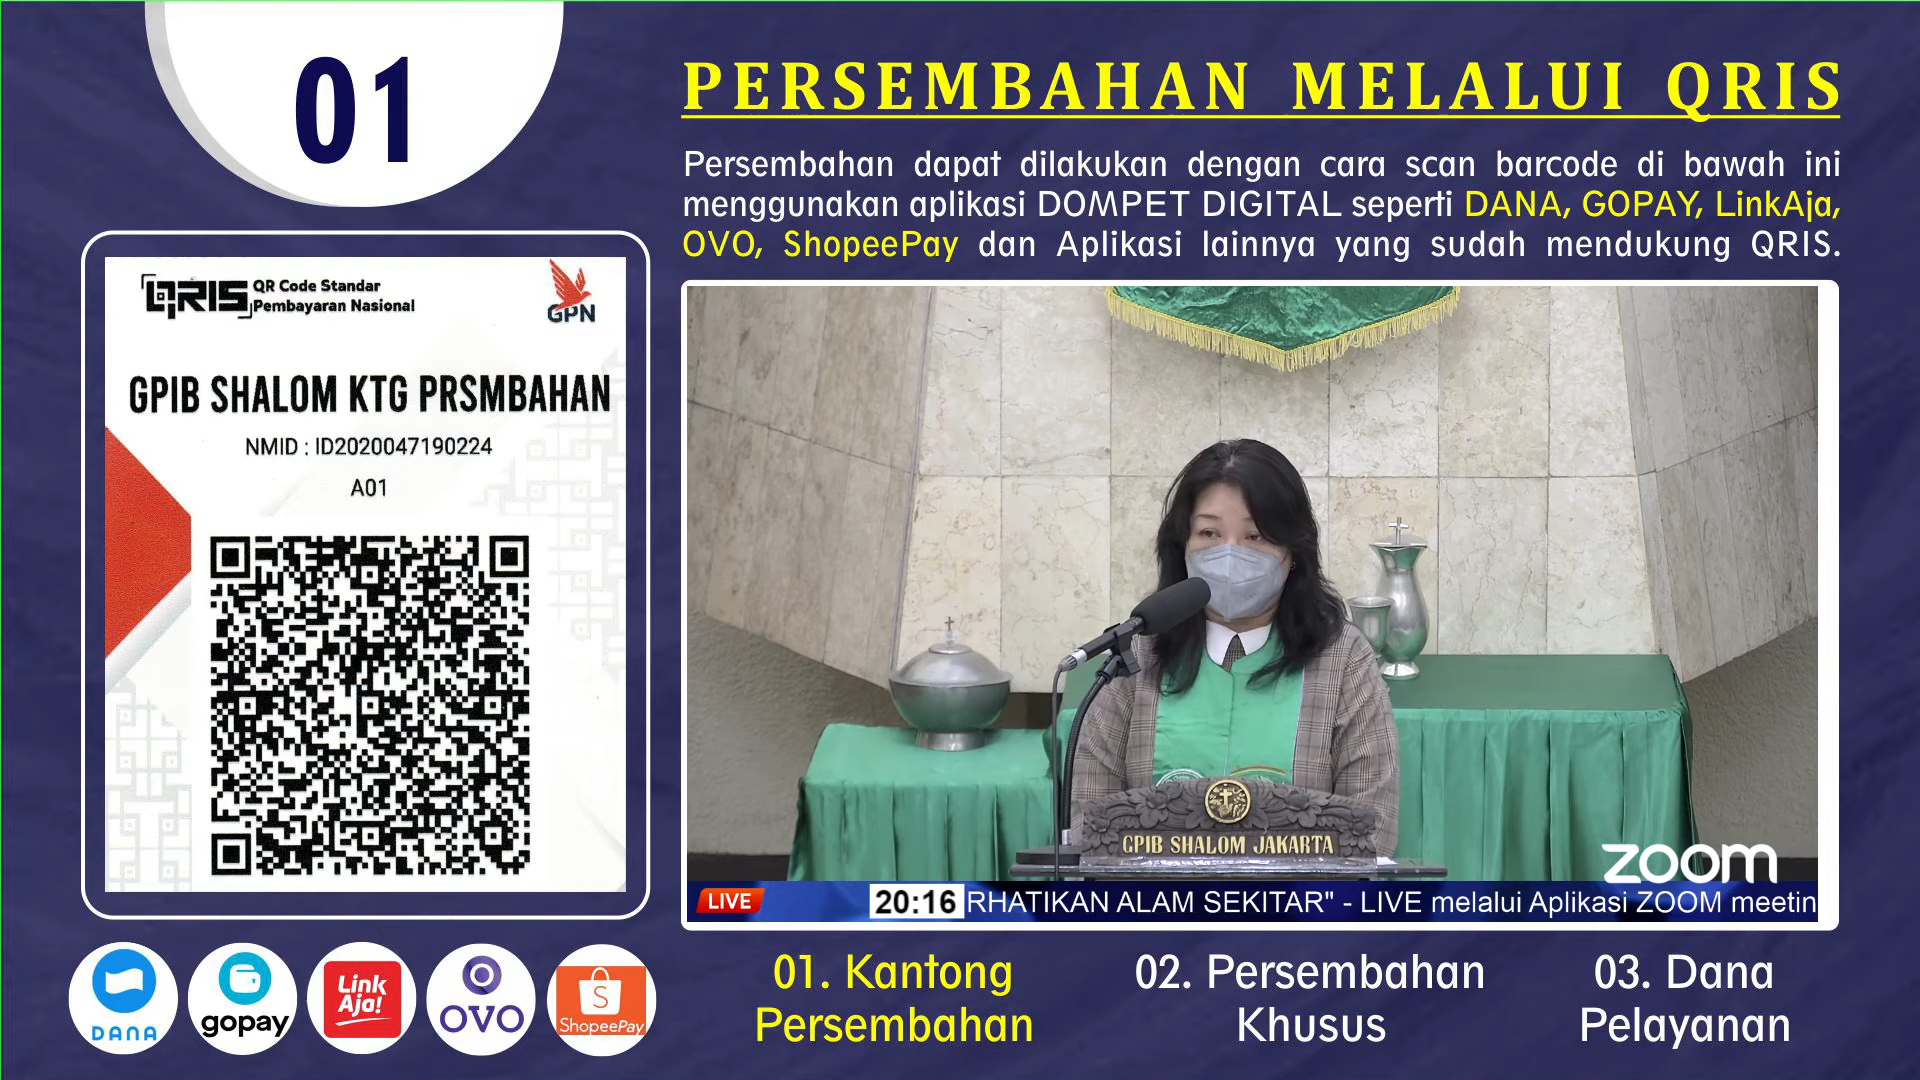 01
PERSEMBAHAN MELALUI QRIS
Persembahan dapat dilakukan dengan cara scan barcode di bawah ini
menggunakan aplikasi DOMPET DIGITAL seperti DANA, GOPAY, LinkAja,
OVO, ShopeePay dan Aplikasi lainnya yang sudah mendukung QRIS.
QRIS
QR Code Standar
Pembayaran Nasional
GPN
GPIB SHALOM KTG PRSMBAHAN
NMID : ID2020047190224
A01
GPIB SHALOM JAKARTA
zoom
LIVE
20:16 RHATIKAN ALAM SEKITAR" - LIVE melalui Aplikasi ZOOM meetin
DANA
gopay
Link
Aja!
OVO
S
ShopeePay
01. Kantong
Persembahan
02. Persembahan
Khusus
03. Dana
Pelayanan